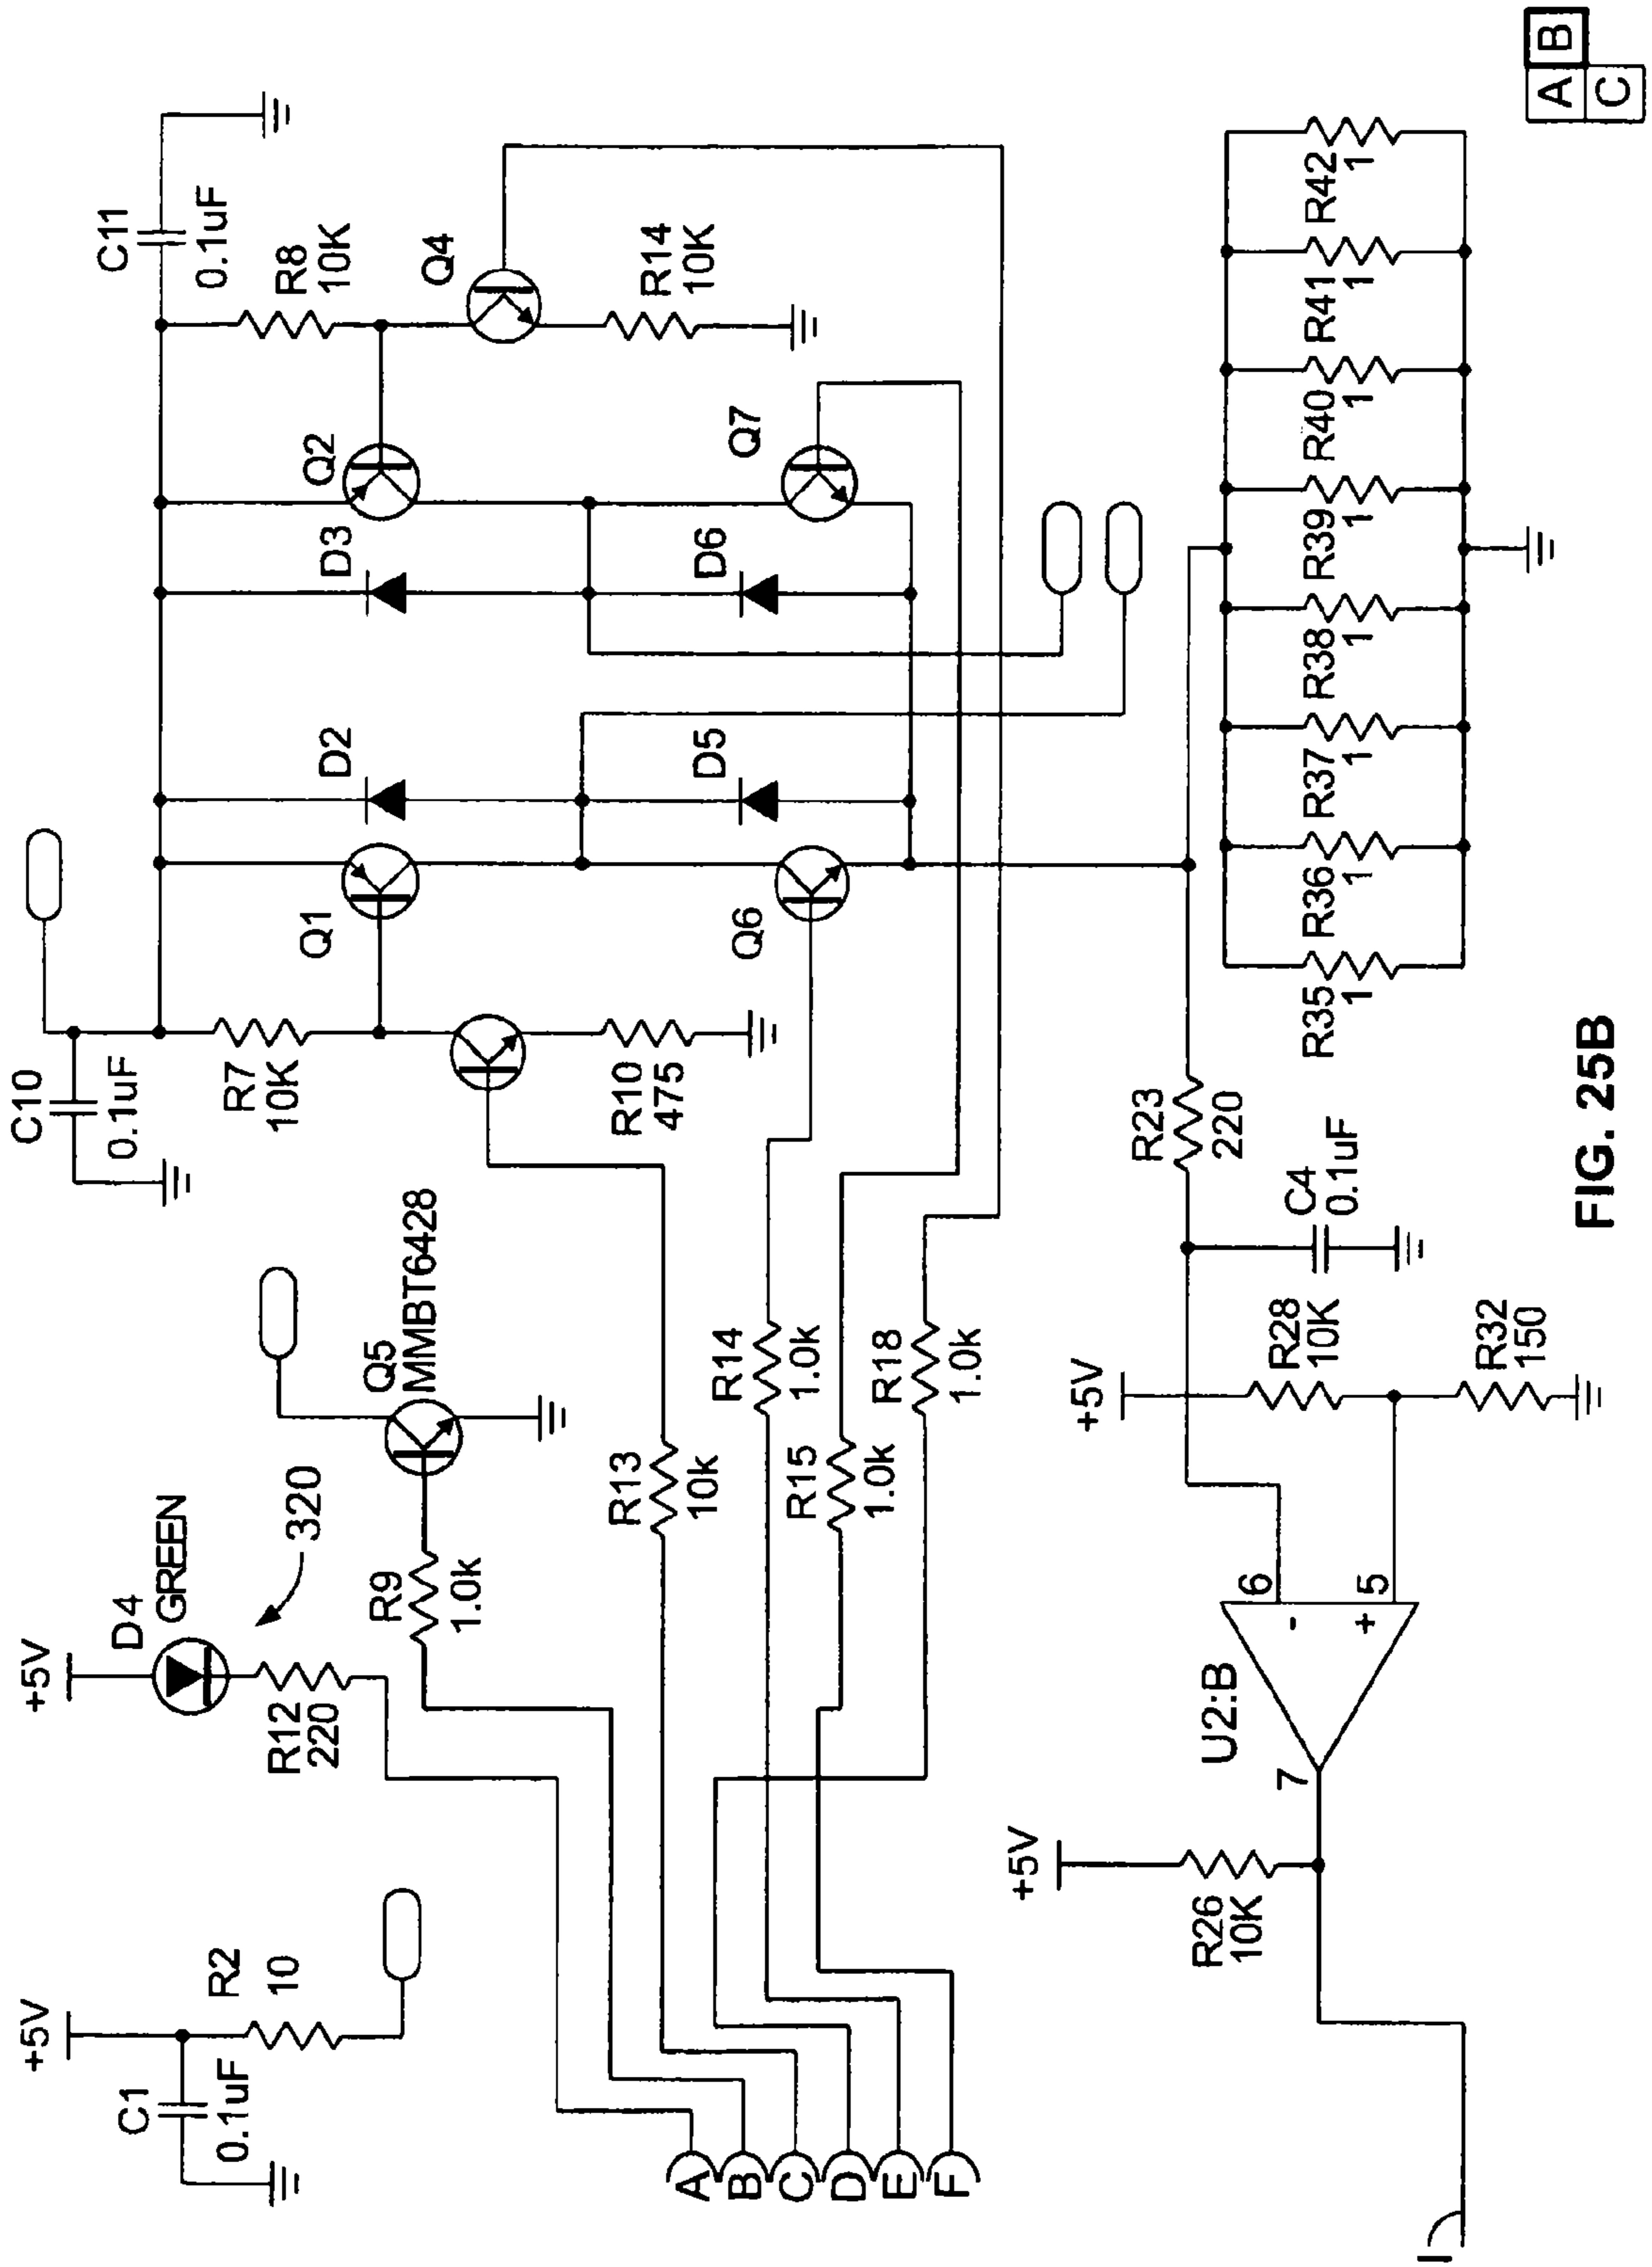 C11
0.1uF
C10
0.1uF
R7
10K
R8
10K
Q1
D2
D3
Q2
Q4
R14
10K
R10
475
Q6
D5
D6
Q7
+5V
C1
0.1uF
R2
10
+5V
D4
GREEN
320
R12
220
R9
1.0k
Q5
MMBT6428
R13
10k
R14
1.0k
R15
1.0k
R18
1.0k
A
B
C
D
E
F
+5V
R26
10K
U2:B
7
6
5
-
+
+5V
R28
10K
R32
150
C4
0.1uF
R23
220
R35
1
R36
1
R37
1
R38
1
R39
1
R40
1
R41
1
R42
1
I
FIG. 25B
A B
C